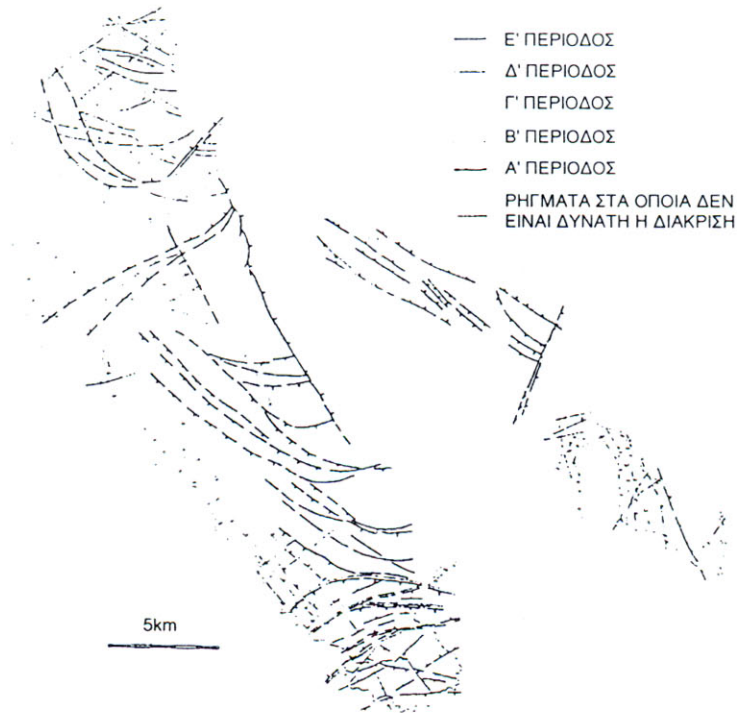 Ε' ΠΕΡΙΟΔΟΣ
Δ' ΠΕΡΙΟΔΟΣ
Γ' ΠΕΡΙΟΔΟΣ
Β' ΠΕΡΙΟΔΟΣ
Α' ΠΕΡΙΟΔΟΣ
ΡΗΓΜΑΤΑ ΣΤΑ ΟΠΟΙΑ ΔΕΝ
ΕΙΝΑΙ ΔΥΝΑΤΗ Η ΔΙΑΚΡΙΣΗ
5km